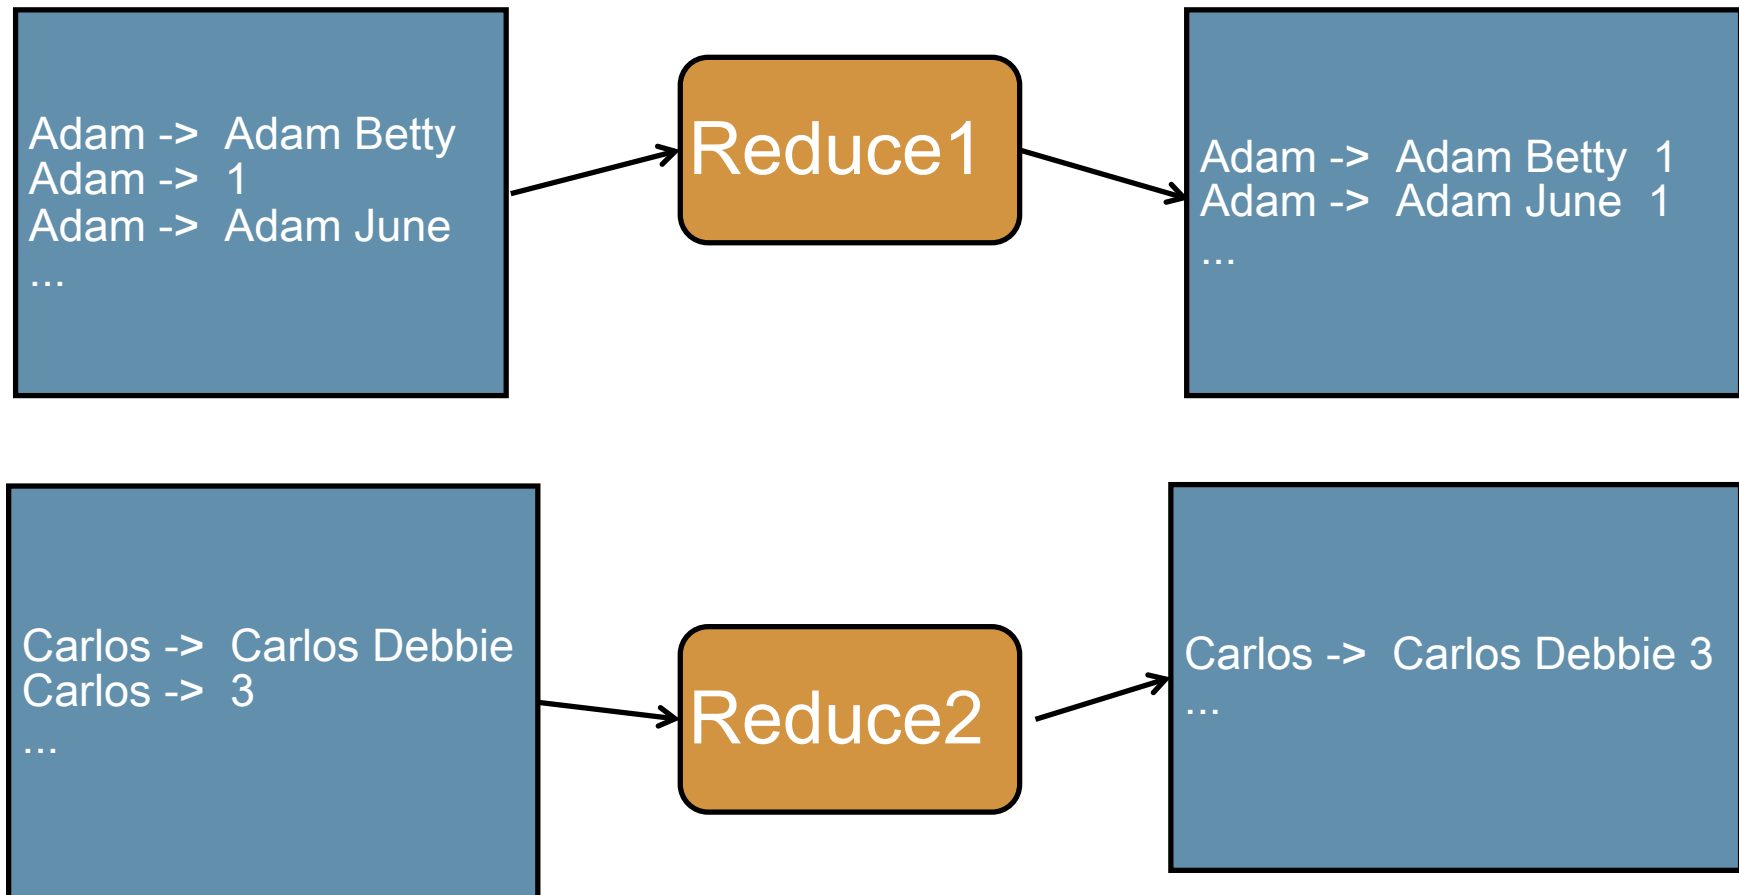 Adam -> Adam Betty
Adam -> 1
Adam -> Adam June
...
Reduce1
Adam -> Adam Betty 1
Adam -> Adam June 1
...
Carlos -> Carlos Debbie
Carlos -> 3
...
Reduce2
Carlos -> Carlos Debbie 3
...